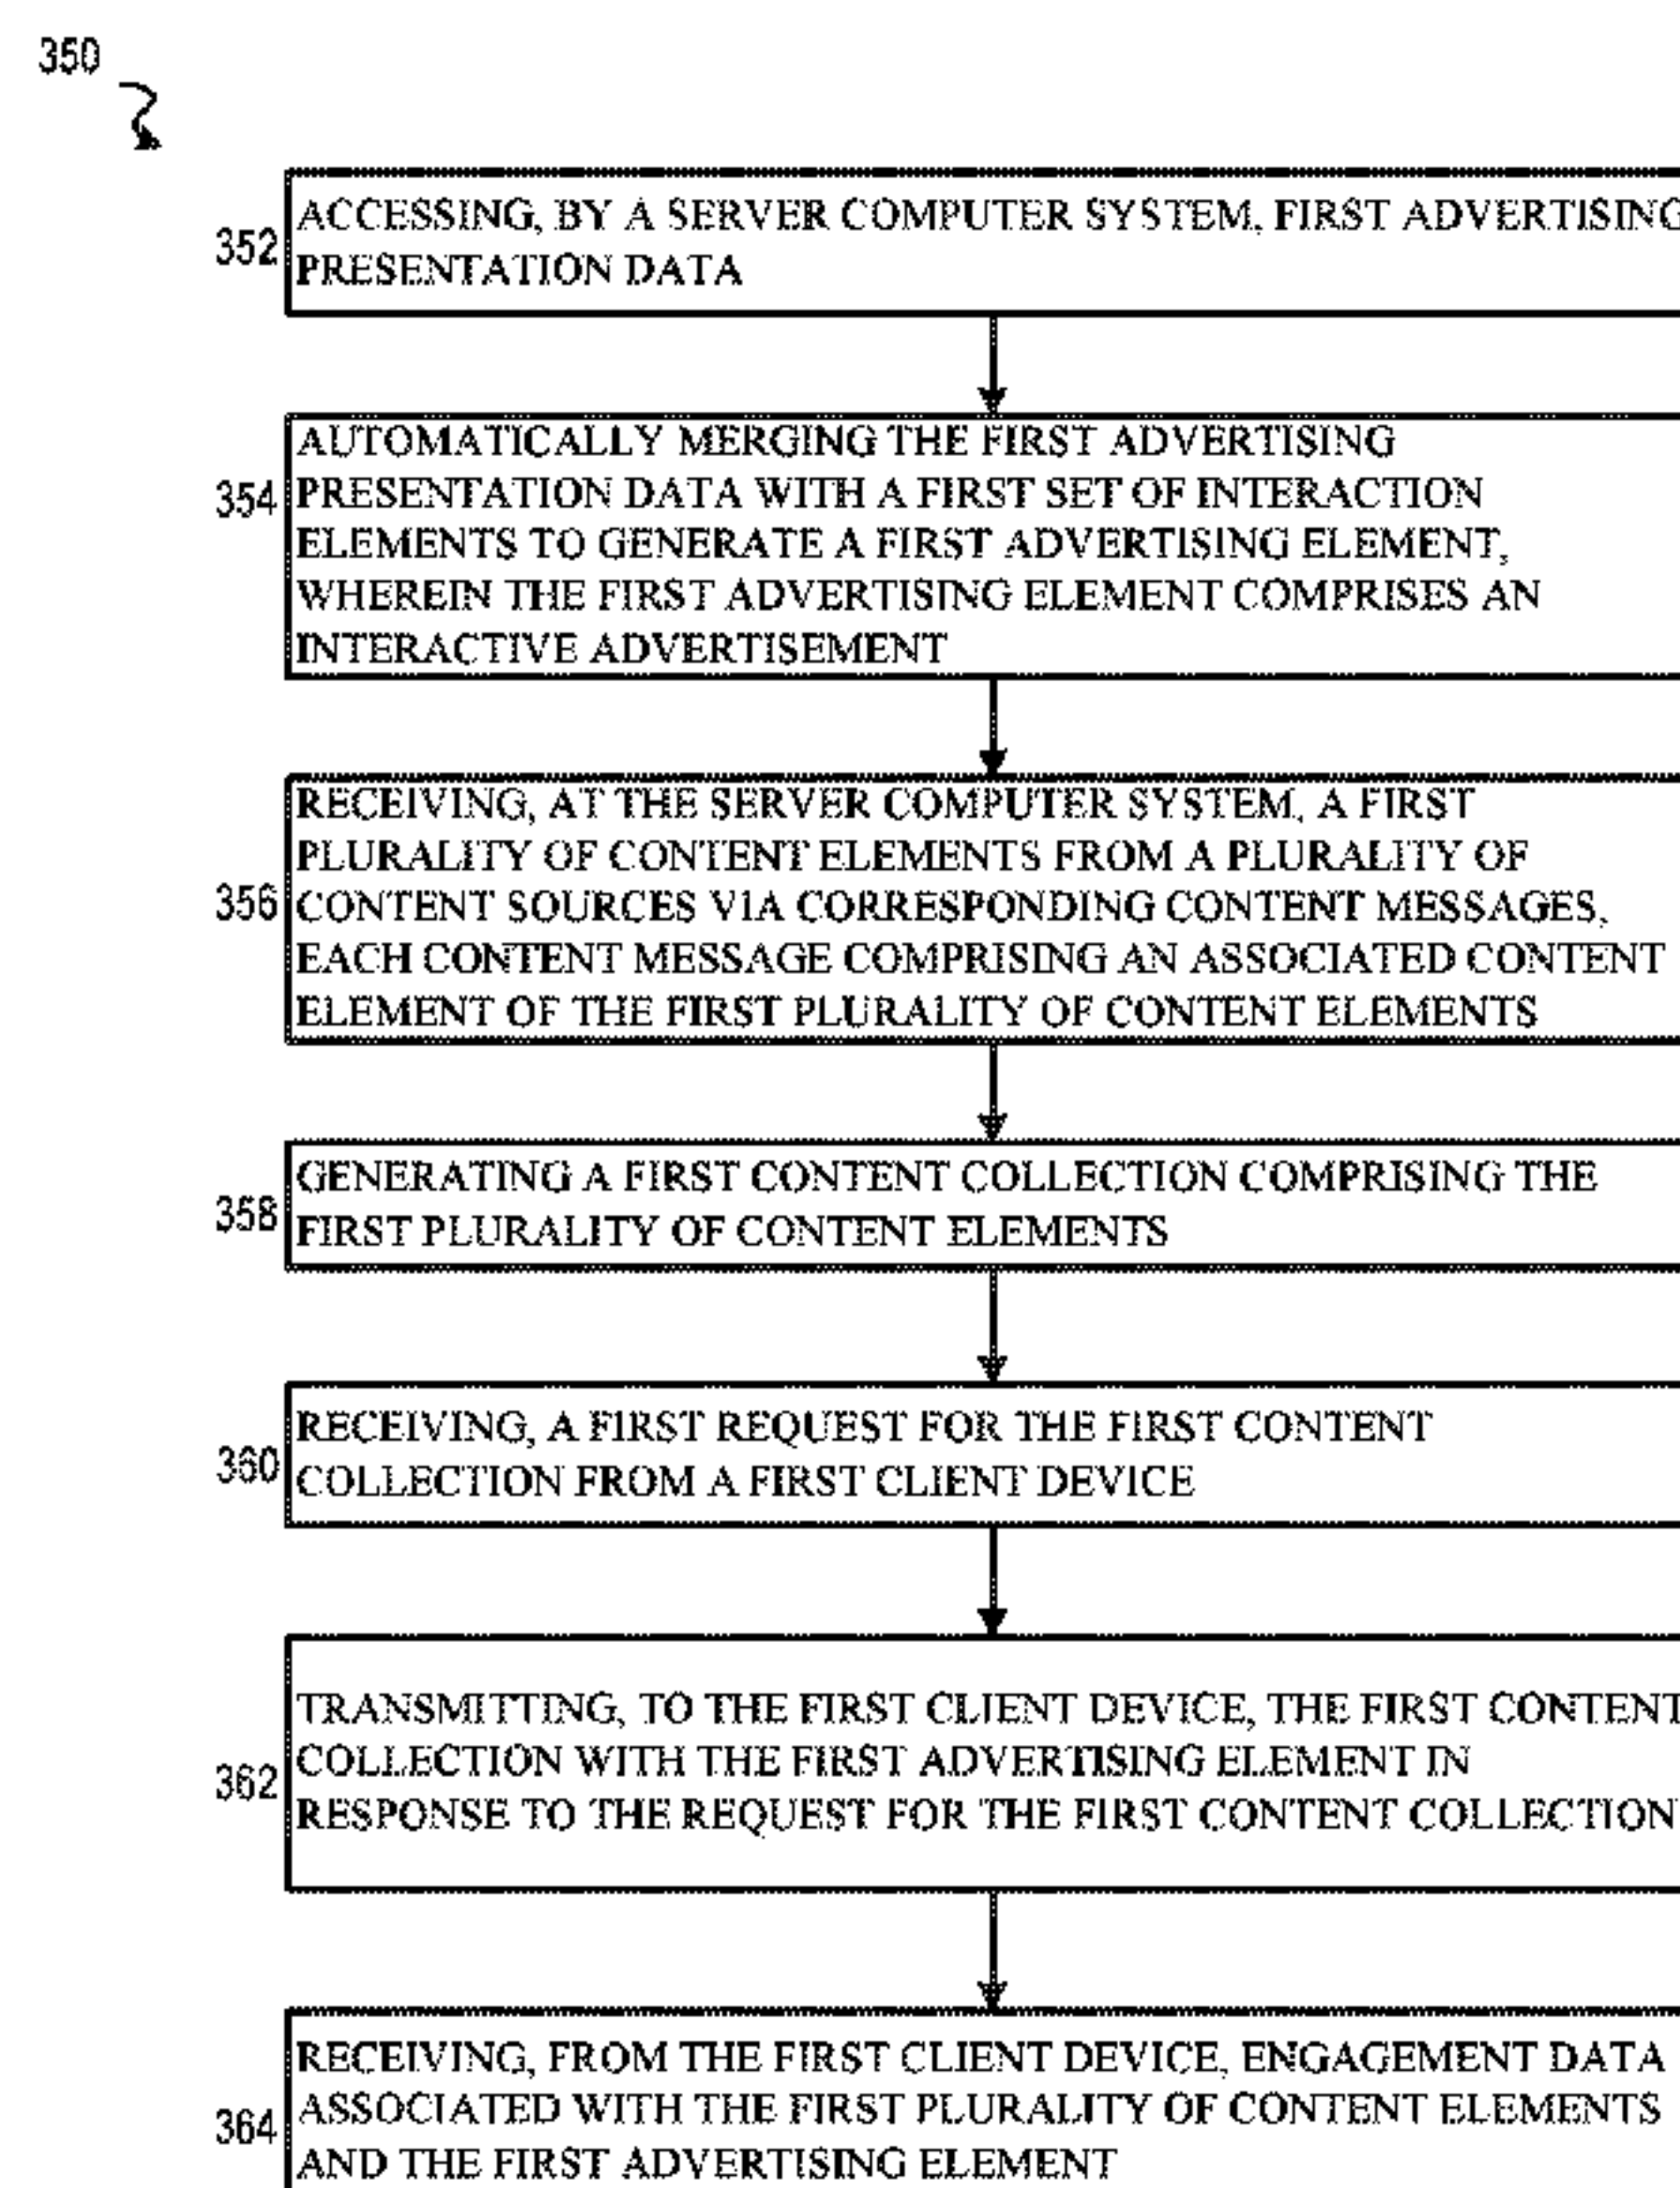 350
352
ACCESSING, BY A SERVER COMPUTER SYSTEM, FIRST ADVERTISING
PRESENTATION DATA
354
AUTOMATICALLY MERGING THE FIRST ADVERTISING
PRESENTATION DATA WITH A FIRST SET OF INTERACTION
ELEMENTS TO GENERATE A FIRST ADVERTISING ELEMENT,
WHEREIN THE FIRST ADVERTISING ELEMENT COMPRISES AN
INTERACTIVE ADVERTISEMENT
356
RECEIVING, AT THE SERVER COMPUTER SYSTEM, A FIRST
PLURALITY OF CONTENT ELEMENTS FROM A PLURALITY OF
CONTENT SOURCES VIA CORRESPONDING CONTENT MESSAGES,
EACH CONTENT MESSAGE COMPRISING AN ASSOCIATED CONTENT
ELEMENT OF THE FIRST PLURALITY OF CONTENT ELEMENTS
358
GENERATING A FIRST CONTENT COLLECTION COMPRISING THE
FIRST PLURALITY OF CONTENT ELEMENTS
360
RECEIVING, A FIRST REQUEST FOR THE FIRST CONTENT
COLLECTION FROM A FIRST CLIENT DEVICE
362
TRANSMITTING, TO THE FIRST CLIENT DEVICE, THE FIRST CONTENT
COLLECTION WITH THE FIRST ADVERTISING ELEMENT IN
RESPONSE TO THE REQUEST FOR THE FIRST CONTENT COLLECTION
364
RECEIVING, FROM THE FIRST CLIENT DEVICE, ENGAGEMENT DATA
ASSOCIATED WITH THE FIRST PLURALITY OF CONTENT ELEMENTS
AND THE FIRST ADVERTISING ELEMENT